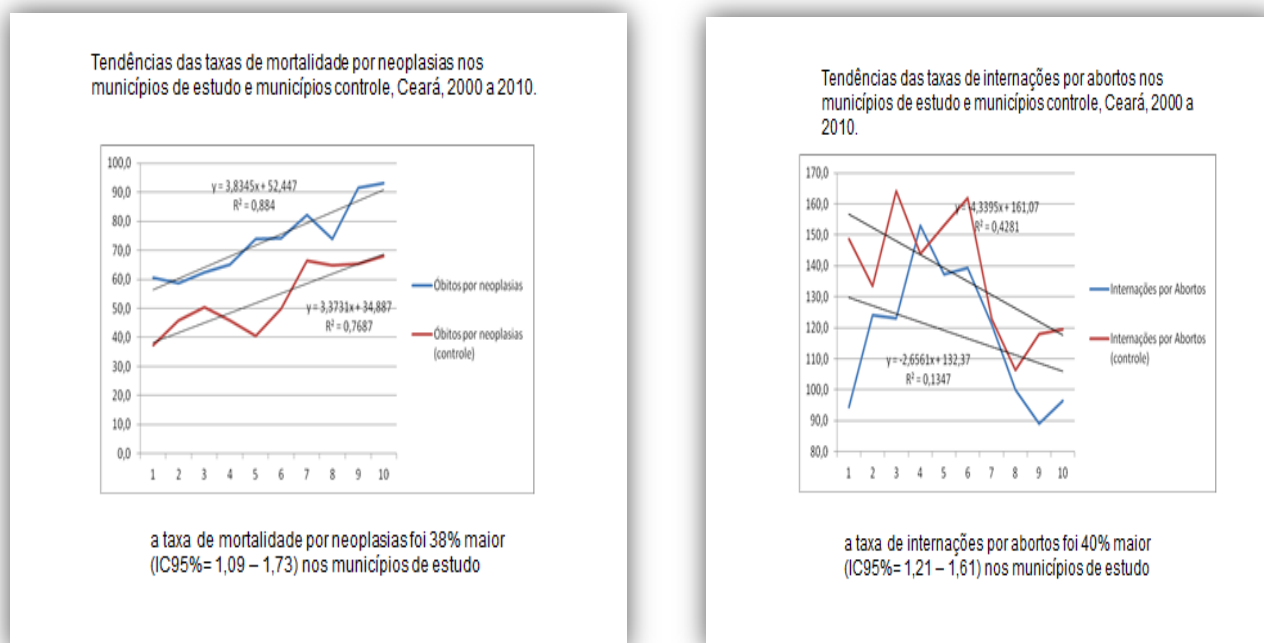 Tendências das taxas de mortalidade por neoplasias nos
municípios de estudo e municípios controle, Ceará, 2000 a 2010.
100,0
90,0
80,0
70,0
60,0
50,0
40,0
30,0
20,0
10,0
0,0
y = 3,8345x + 52,447
R² = 0,884
y = 3,3731x + 34,887
R² = 0,7687
1 2 3 4 5 6 7 8 9 10
Óbitos por neoplasias
Óbitos por neoplasias
(controle)
a taxa de mortalidade por neoplasias foi 38% maior
(IC95%= 1,09 – 1,73) nos municípios de estudo
Tendências das taxas de internações por abortos nos
municípios de estudo e municípios controle, Ceará, 2000 a
2010.
170,0
160,0
150,0
140,0
130,0
120,0
110,0
100,0
90,0
80,0
y = -4,3395x + 161,07
R² = 0,4281
y = -2,6561x + 132,37
R² = 0,1347
1 2 3 4 5 6 7 8 9 10
Internações por Abortos
Internações por Abortos
(controle)
a taxa de internações por abortos foi 40% maior
(IC95%= 1,21 – 1,61) nos municípios de estudo